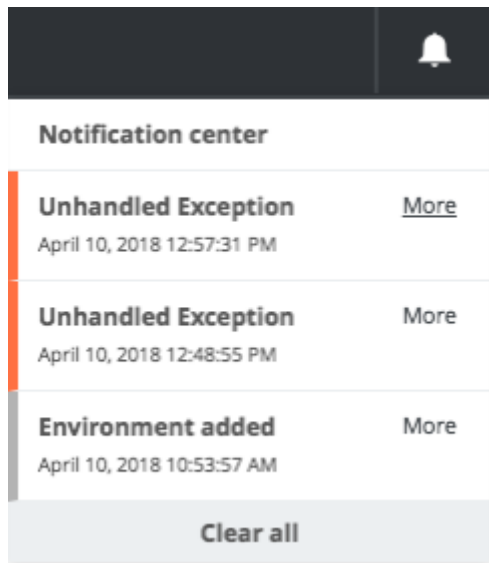 Notification center
Unhandled Exception More
April 10, 2018 12:57:31 PM
Unhandled Exception More
April 10, 2018 12:48:55 PM
Environment added More
April 10, 2018 10:53:57 AM
Clear all